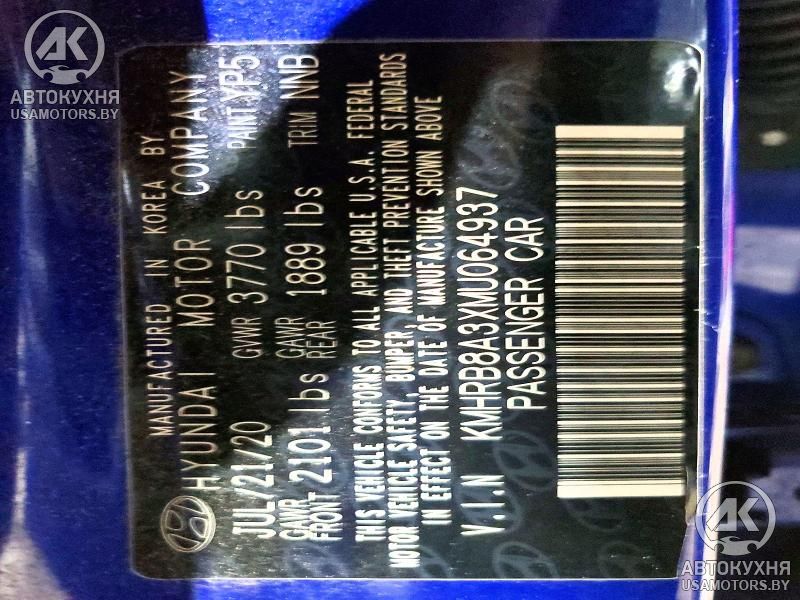 MANUFACTURED IN KOREA BY
HYUNDAI MOTOR COMPANY
JUL/21/20 GVWR 3770 lbs PAINT YP5
GAWR FRONT 2101 lbs GAWR REAR 1889 lbs TRIM NNB
THIS VEHICLE CONFORMS TO ALL APPLICABLE U.S.A. FEDERAL
MOTOR VEHICLE SAFETY, BUMPER, AND THEFT PREVENTION STANDARDS
IN EFFECT ON THE DATE OF MANUFACTURE SHOWN ABOVE
V.I.N KMHRB8A3XMU064937
PASSENGER CAR
АК
АВТОКУХНЯ
USAMOTORS.BY
АК
АВТОКУХНЯ
USAMOTORS.BY